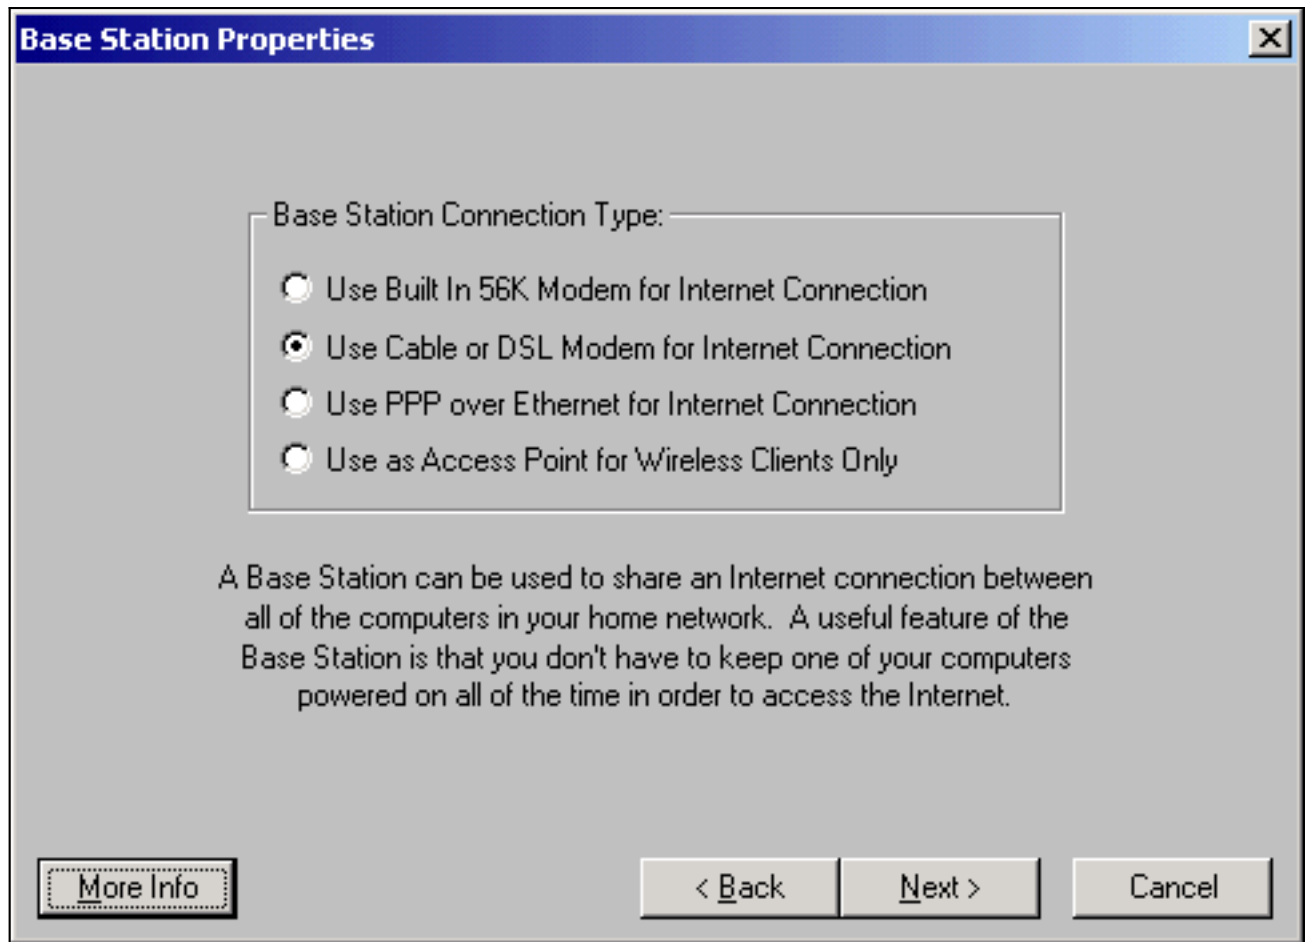 Base Station Properties
Base Station Connection Type:
Use Built In 56K Modem for Internet Connection
Use Cable or DSL Modem for Internet Connection
Use PPP over Ethernet for Internet Connection
Use as Access Point for Wireless Clients Only
A Base Station can be used to share an Internet connection between
all of the computers in your home network.  A useful feature of the
Base Station is that you don't have to keep one of your computers
powered on all of the time in order to access the Internet.
More Info
< Back
Next >
Cancel